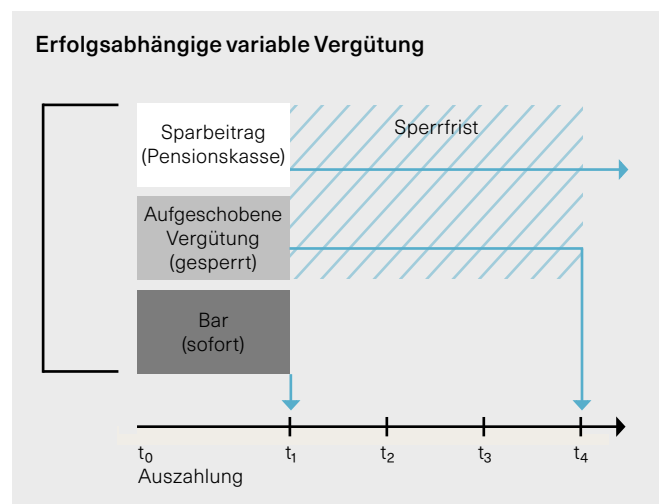 Erfolgsabhängige variable Vergütung
Sparbeitrag
(Pensionskasse)
Sperrfrist
Aufgeschobene
Vergütung
(gesperrt)
Bar
(sofort)
t0 t1 t2 t3 t4
Auszahlung